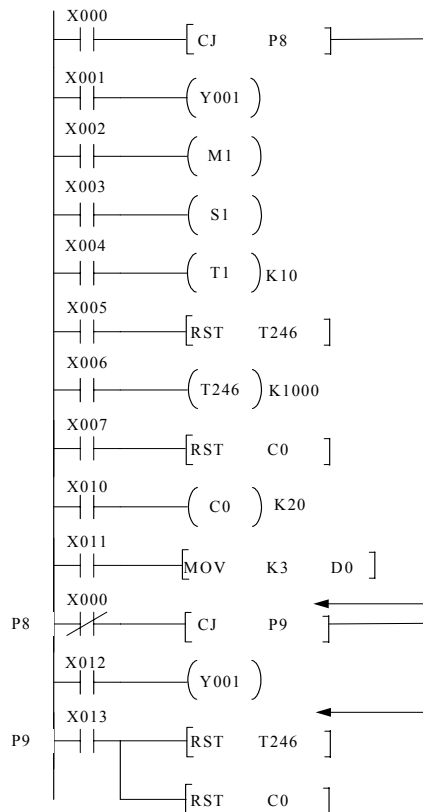 X000
CJ P8
X001
Y001
X002
M1
X003
S1
X004
T1 K10
X005
RST T246
X006
T246 K1000
X007
RST C0
X010
C0 K20
X011
MOV K3 D0
X000
P8 CJ P9
X012
Y001
X013
P9 RST T246
RST C0